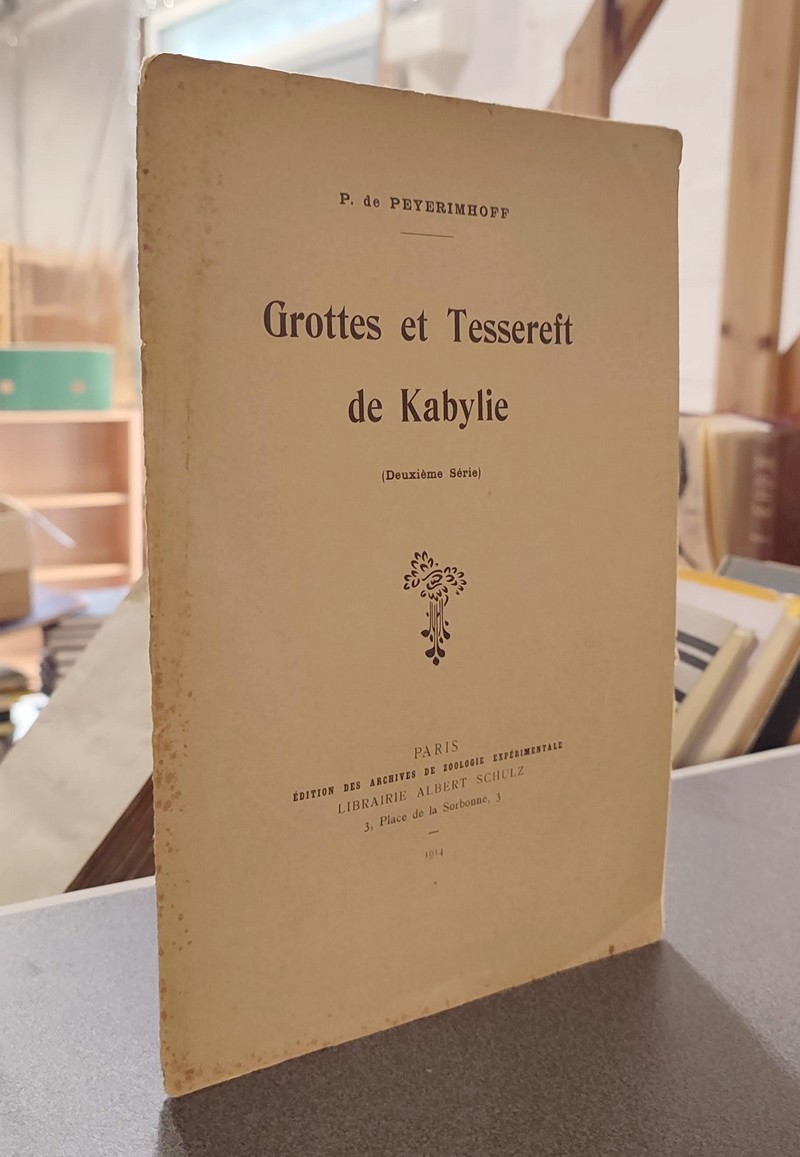 P. de PEYERIMHOFF
Grottes et Tessereft
de Kabylie
(Deuxième Série)
PARIS
ÉDITION DES ARCHIVES DE ZOOLOGIE EXPÉRIMENTALE
LIBRAIRIE ALBERT SCHULZ
3, Place de la Sorbonne, 3
1914